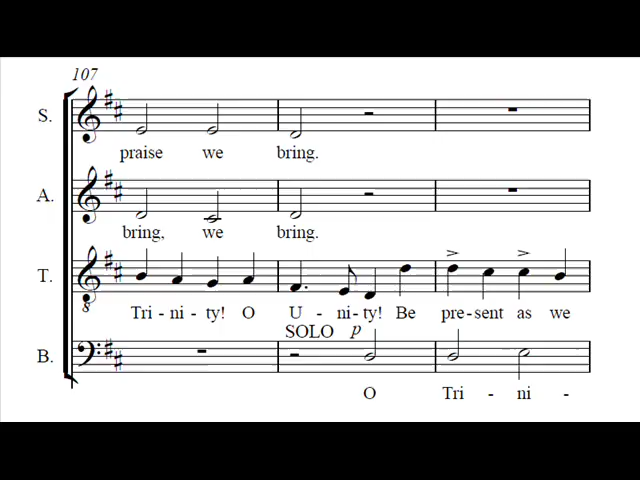 107
S.
praise we bring.
A.
bring, we bring.
T.
8
Tri - ni - ty! O U - ni - ty! Be pre - sent as we
SOLO p
B.
O Tri - ni -